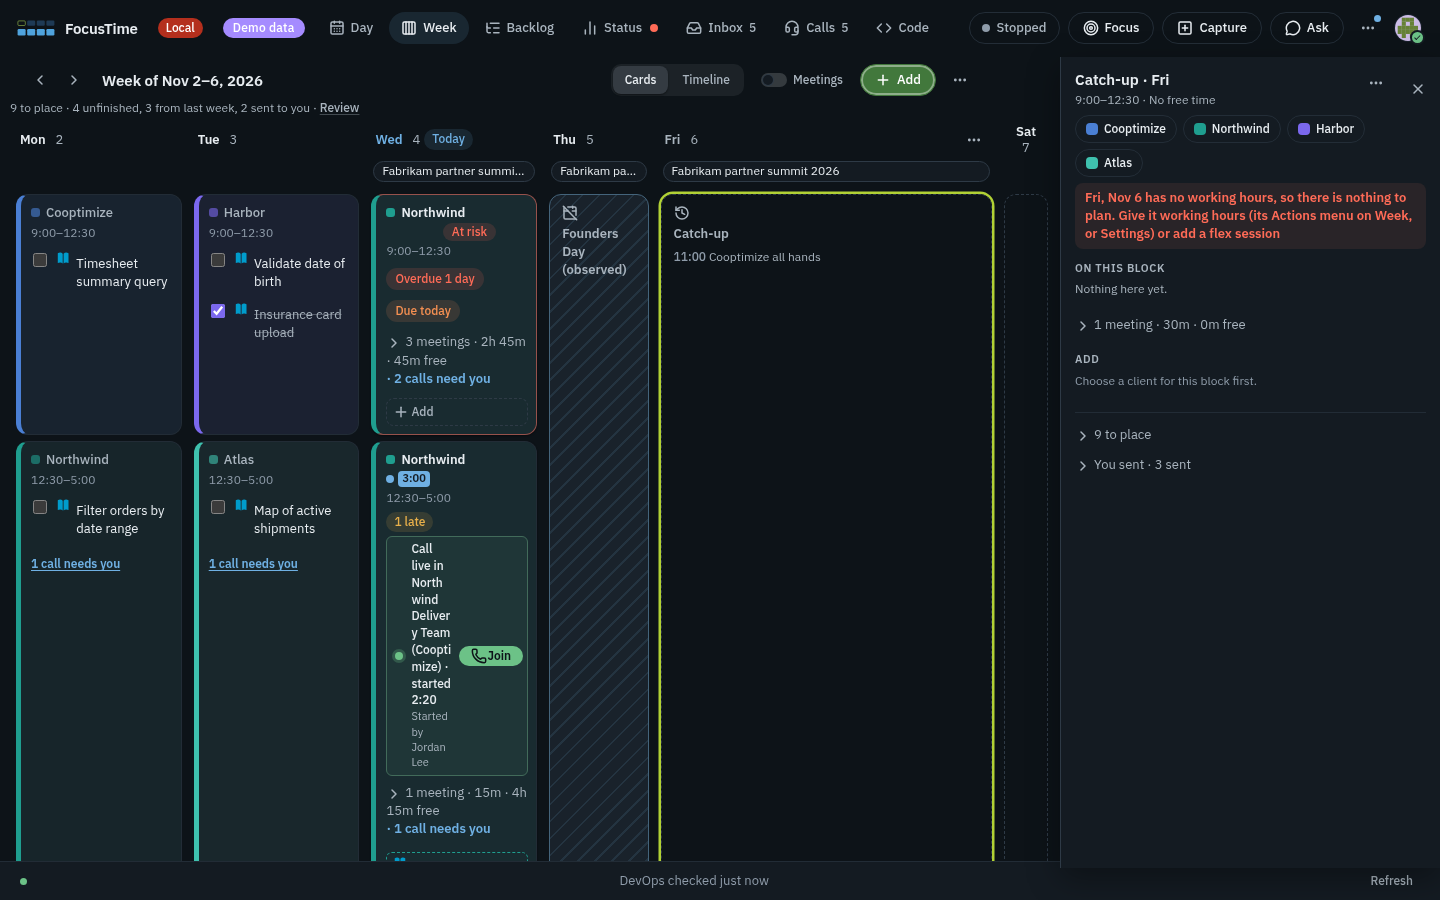 FocusTime Local Demo data Day Week Backlog Status Inbox 5 Calls 5 Code Stopped Focus Capture Ask
Week of Nov 2–6, 2026 Cards Timeline Meetings Add
9 to place · 4 unfinished, 3 from last week, 2 sent to you · Review
Mon 2 Tue 3 Wed 4 Today Thu 5 Fri 6 Sat 7
Fabrikam partner summi... Fabrikam pa... Fabrikam partner summit 2026
Cooptimize
9:00–12:30
Timesheet
summary query
Northwind
12:30–5:00
Filter orders by
date range
1 call needs you
Harbor
9:00–12:30
Validate date of
birth
Insurance card
upload
Atlas
12:30–5:00
Map of active
shipments
1 call needs you
Northwind
At risk
9:00–12:30
Overdue 1 day
Due today
3 meetings · 2h 45m
· 45m free
· 2 calls need you
Add
Northwind
3:00
12:30–5:00
1 late
Call
live in
North
wind
Deliver
y Team
(Coopti
mize) ·
started
2:20
Started
by
Jordan
Lee
Join
1 meeting · 15m · 4h
15m free
· 1 call needs you
Founders
Day
(observed)
Catch-up
11:00 Cooptimize all hands
Catch-up · Fri
9:00–12:30 · No free time
Cooptimize Northwind Harbor
Atlas
Fri, Nov 6 has no working hours, so there is nothing to
plan. Give it working hours (its Actions menu on Week,
or Settings) or add a flex session
ON THIS BLOCK
Nothing here yet.
1 meeting · 30m · 0m free
ADD
Choose a client for this block first.
9 to place
You sent · 3 sent
DevOps checked just now Refresh